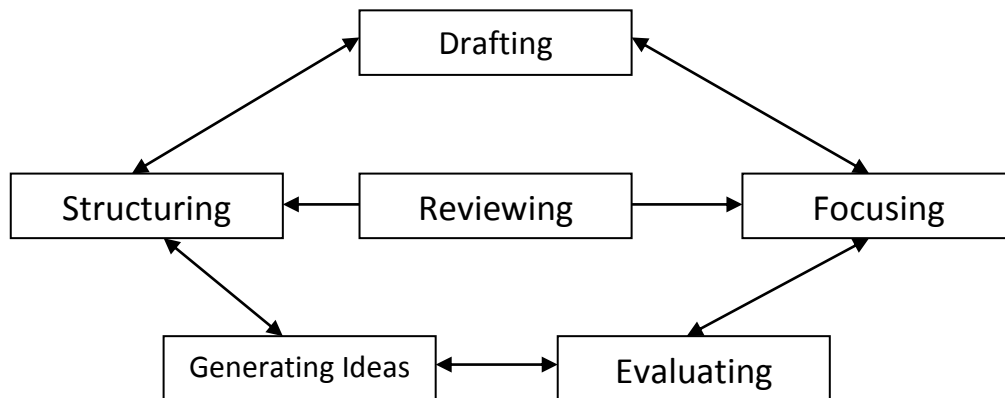 Drafting
Structuring
Reviewing
Focusing
Generating Ideas
Evaluating